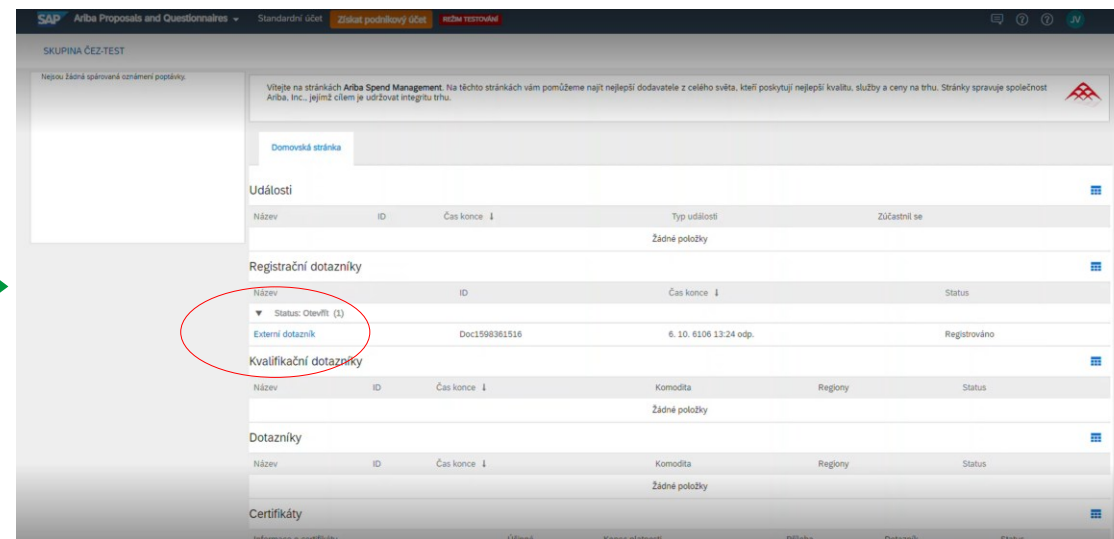 SAP Ariba Proposals and Questionnaires Standardní účet Získat podnikový účet REŽIM TESTOVÁNÍ JV
SKUPINA ČEZ-TEST
Nejsou žádná spárovaná oznámení poptávky.
Vítejte na stránkách Ariba Spend Management. Na těchto stránkách vám pomůžeme najít nejlepší dodavatele z celého světa, kteří poskytují nejlepší kvalitu, služby a ceny na trhu. Stránky spravuje společnost
Ariba, Inc., jejímž cílem je udržovat integritu trhu.
Domovská stránka
Události
Název ID Čas konce ↓ Typ události Zúčastnil se
Žádné položky
Registrační dotazníky
Název ID Čas konce ↓ Status
▼ Status: Otevřít (1)
Externí dotazník Doc1598361516 6. 10. 6106 13:24 odp. Registrováno
Kvalifikační dotazníky
Název ID Čas konce ↓ Komodita Regiony Status
Žádné položky
Dotazníky
Název ID Čas konce ↓ Komodita Regiony Status
Žádné položky
Certifikáty